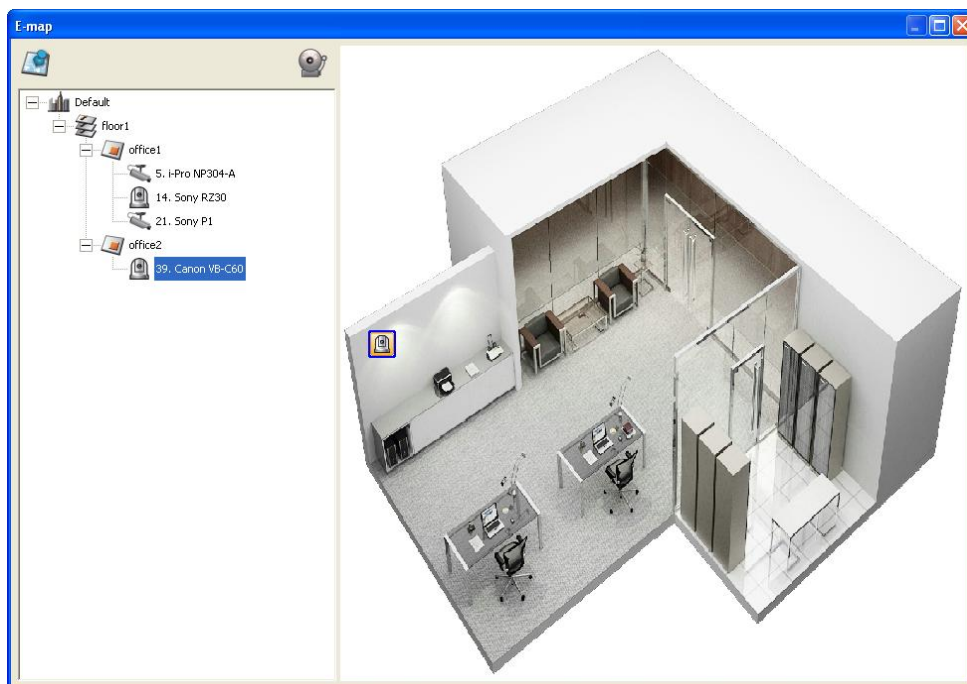 E-map
Default
floor1
office1
5. i-Pro NP304-A
14. Sony RZ30
21. Sony P1
office2
39. Canon VB-C60